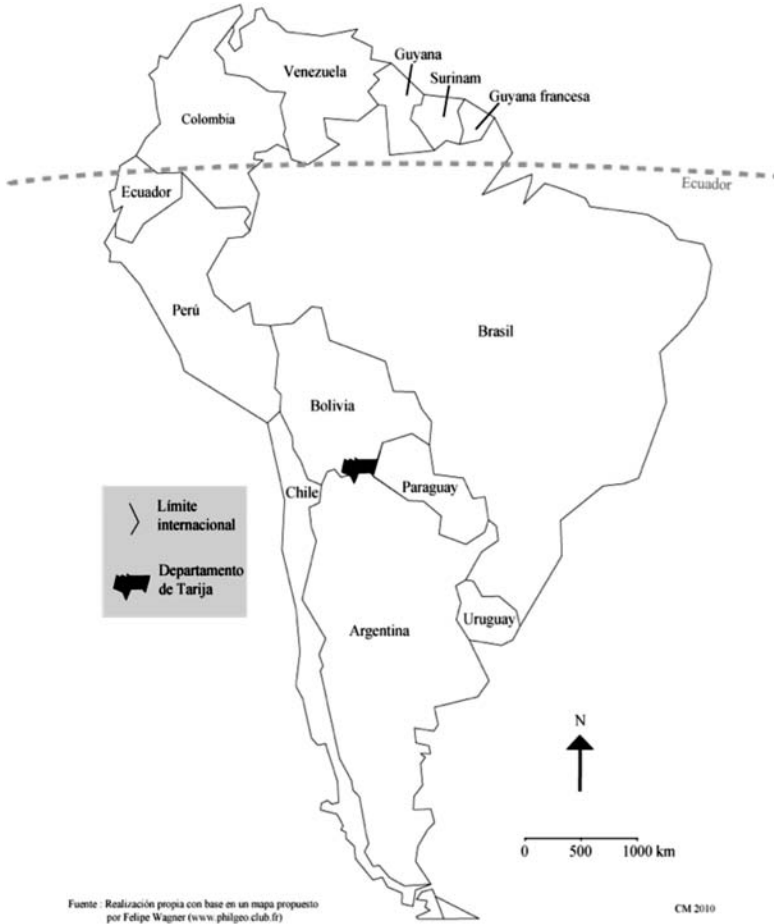 Guyana
Venezuela
Surinam
Guyana francesa
Colombia
Ecuador
Ecuador
Perú
Brasil
Bolivia
Chile
Paraguay
Límite
internacional
Departamento
de Tarija
Argentina
Uruguay
N
0 500 1000 km
Fuente : Realización propia con base en un mapa propuesto
por Felipe Wagner (www.philgeo.club.fr)
CM 2010